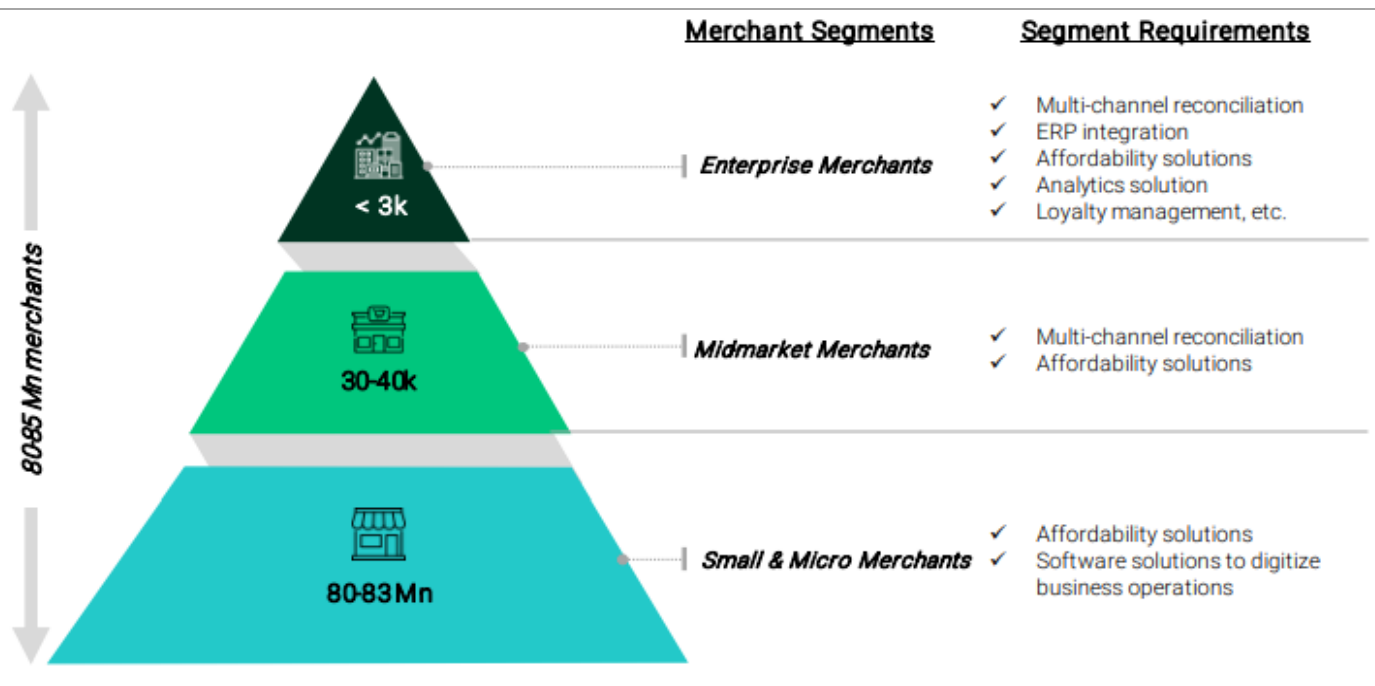 Merchant Segments
Segment Requirements
8085 Mn merchants
< 3k
Enterprise Merchants
✓ Multi-channel reconciliation
✓ ERP integration
✓ Affordability solutions
✓ Analytics solution
✓ Loyalty management, etc.
30-40k
Midmarket Merchants
✓ Multi-channel reconciliation
✓ Affordability solutions
80-83 Mn
Small & Micro Merchants
✓ Affordability solutions
✓ Software solutions to digitize
business operations